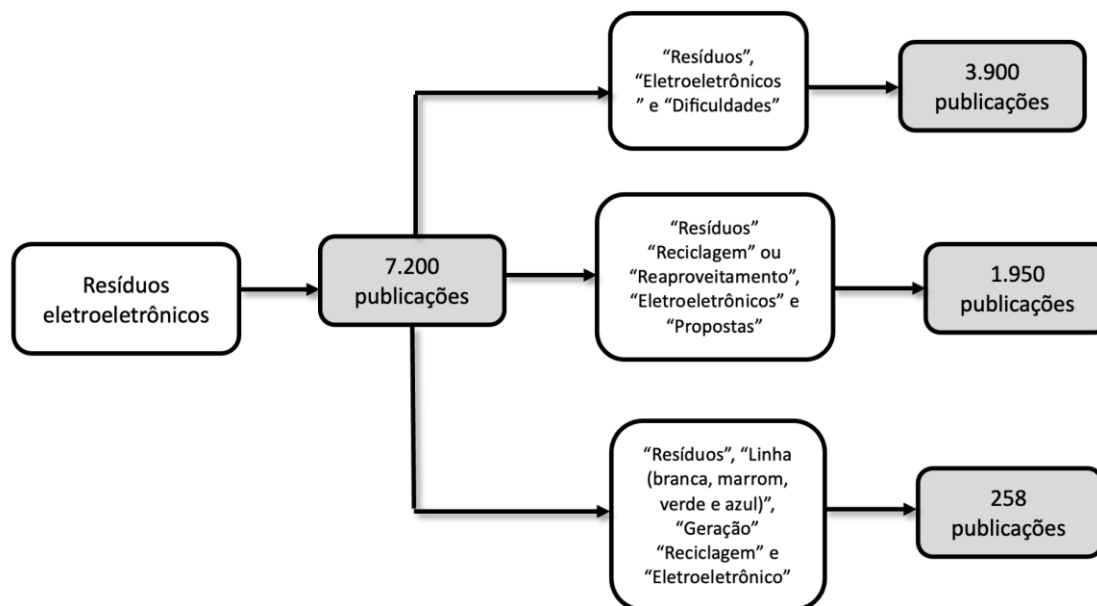 Resíduos
eletroeletrônicos
7.200
publicações
“Resíduos”,
“Eletroeletrônicos
” e “Dificuldades”
3.900
publicações
“Resíduos”
“Reciclagem” ou
“Reaproveitamento”,
“Eletroeletrônicos” e
“Propostas”
1.950
publicações
“Resíduos”, “Linha
(branca, marrom,
verde e azul)”,
“Geração”
“Reciclagem” e
“Eletroeletrônico”
258
publicações